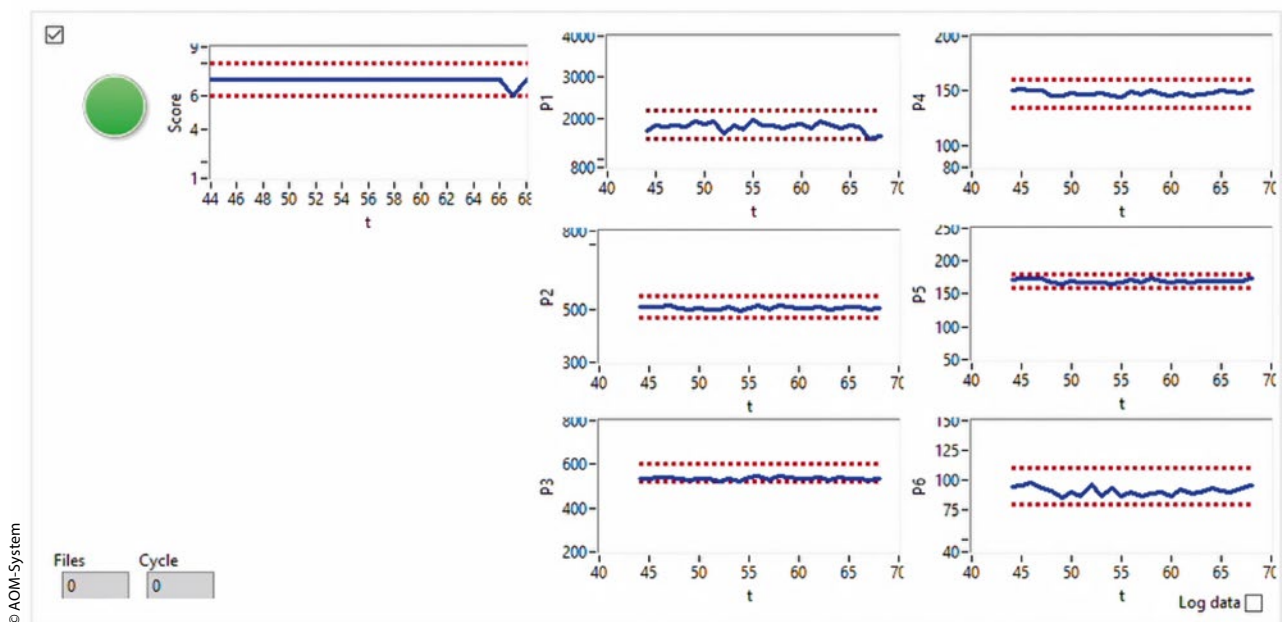 9
6
4
1
Score
44 46 48 50 52 54 56 58 60 62 64 66 68
t
4000
3000
2000
800
P1
40 45 50 55 60 65 70
t
200
150
100
80
P4
40 45 50 55 60 65 70
t
800
500
300
P2
40 45 50 55 60 65 70
t
250
200
150
100
50
P5
40 45 50 55 60 65 70
t
800
600
400
200
P3
40 45 50 55 60 65 70
t
150
125
100
75
40
P6
40 45 50 55 60 65 70
t
Files Cycle
0 0
Log data
© AOM-System